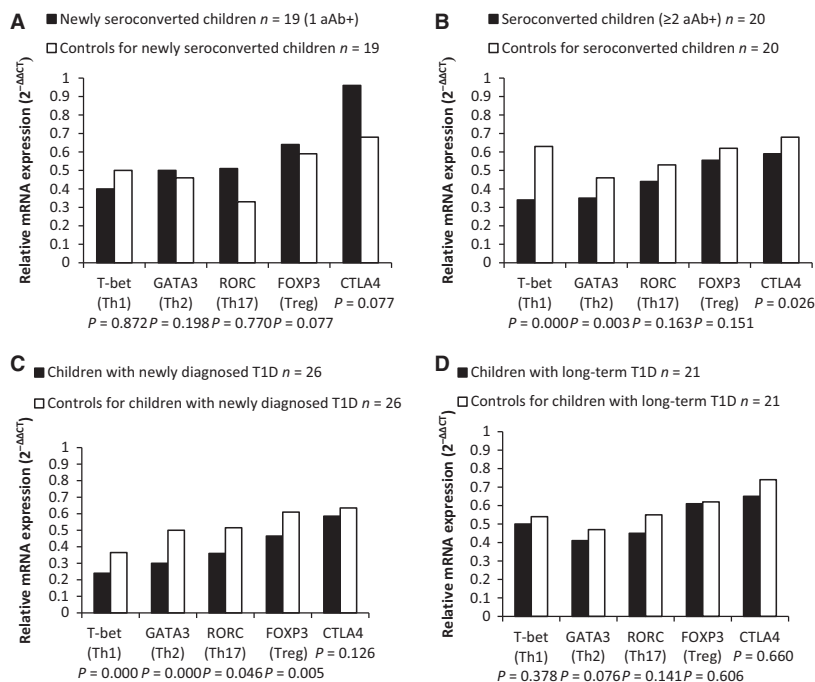 A
■ Newly seroconverted children n = 19 (1 aAb+)
□ Controls for newly seroconverted children n = 19
Relative mRNA expression (2−ΔΔCT)
1
0.9
0.8
0.7
0.6
0.5
0.4
0.3
0.2
0.1
0
T-bet GATA3 RORC FOXP3 CTLA4
(Th1) (Th2) (Th17) (Treg) P = 0.077
P = 0.872 P = 0.198 P = 0.770 P = 0.077
B
■ Seroconverted children (≥2 aAb+) n = 20
□ Controls for seroconverted children n = 20
Relative mRNA expression (2−ΔΔCT)
1
0.9
0.8
0.7
0.6
0.5
0.4
0.3
0.2
0.1
0
T-bet GATA3 RORC FOXP3 CTLA4
(Th1) (Th2) (Th17) (Treg) P = 0.026
P = 0.000 P = 0.003 P = 0.163 P = 0.151
C
■ Children with newly diagnosed T1D n = 26
□ Controls for children with newly diagnosed T1D n = 26
Relative mRNA expression (2−ΔΔCT)
1
0.9
0.8
0.7
0.6
0.5
0.4
0.3
0.2
0.1
0
T-bet GATA3 RORC FOXP3 CTLA4
(Th1) (Th2) (Th17) (Treg) P = 0.126
P = 0.000 P = 0.000 P = 0.046 P = 0.005
D
■ Children with long-term T1D n = 21
□ Controls for children with long-term T1D n = 21
Relative mRNA expression (2−ΔΔCT)
1
0.9
0.8
0.7
0.6
0.5
0.4
0.3
0.2
0.1
0
T-bet GATA3 RORC FOXP3 CTLA4
(Th1) (Th2) (Th17) (Treg) P = 0.660
P = 0.378 P = 0.076 P = 0.141 P = 0.606